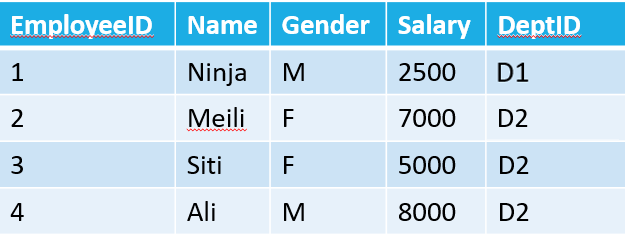 EmployeeID Name Gender Salary DeptID
1 Ninja M 2500 D1
2 Meili F 7000 D2
3 Siti F 5000 D2
4 Ali M 8000 D2